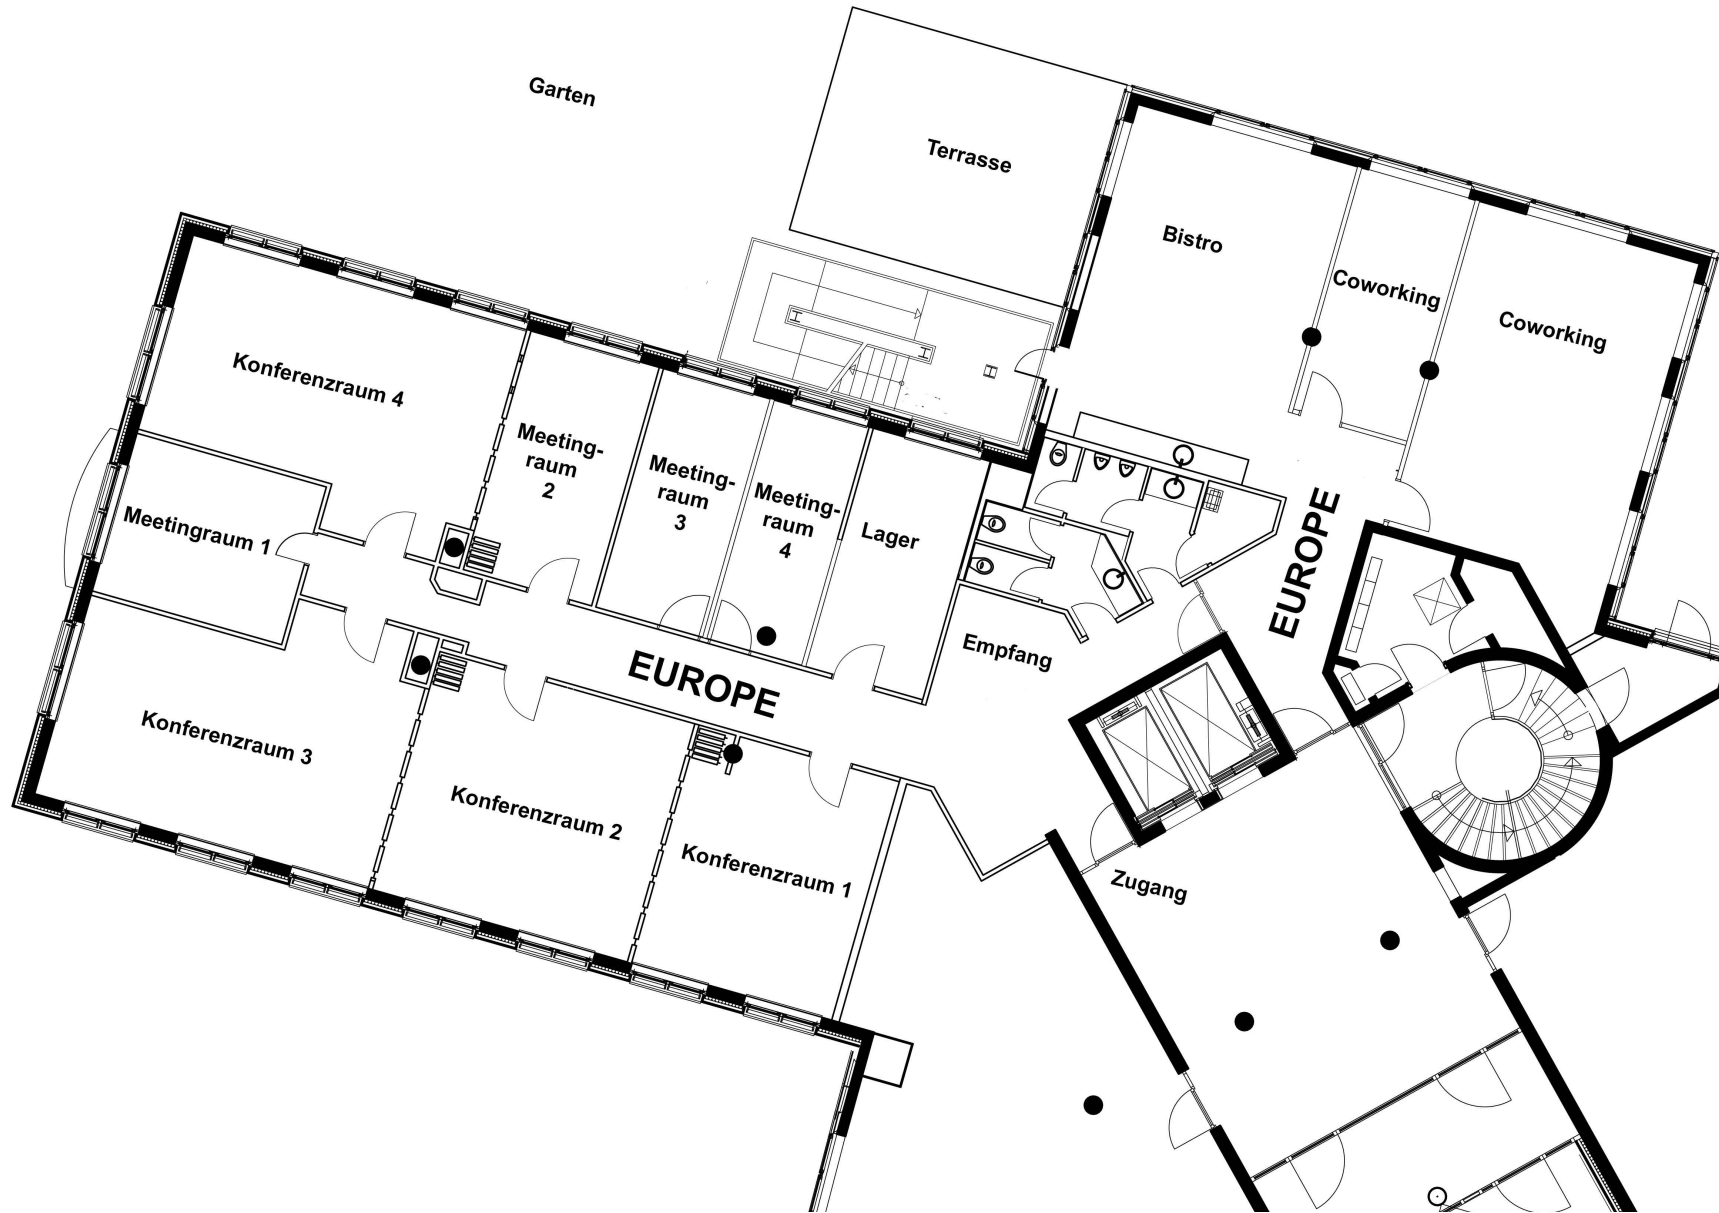 Garten
Terrasse
Bistro
Coworking
Coworking
Konferenzraum 4
Meeting-
raum
2
Meeting-
raum
3
Meeting-
raum
4
Lager
Meetingraum 1
EUROPE
Empfang
EUROPE
Konferenzraum 3
Konferenzraum 2
Konferenzraum 1
Zugang